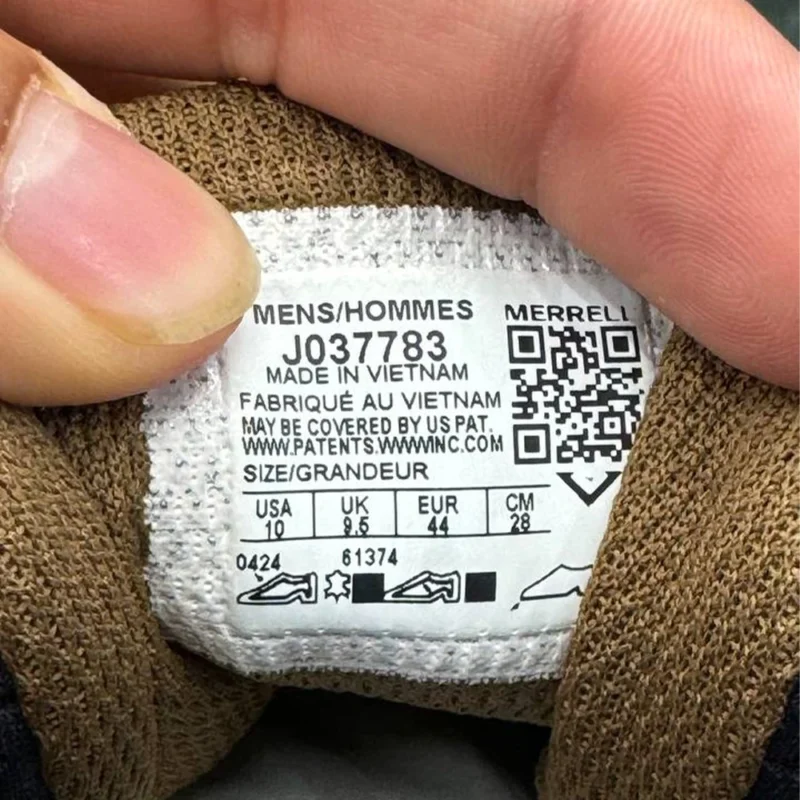 MENS/HOMMES
J037783
MADE IN VIETNAM
FABRIQUÉ AU VIETNAM
MAY BE COVERED BY US PAT.
WWW.PATENTS.WWWINC.COM
SIZE/GRANDEUR
USA UK EUR CM
10 9.5 44 28
0424 61374
MERRELL